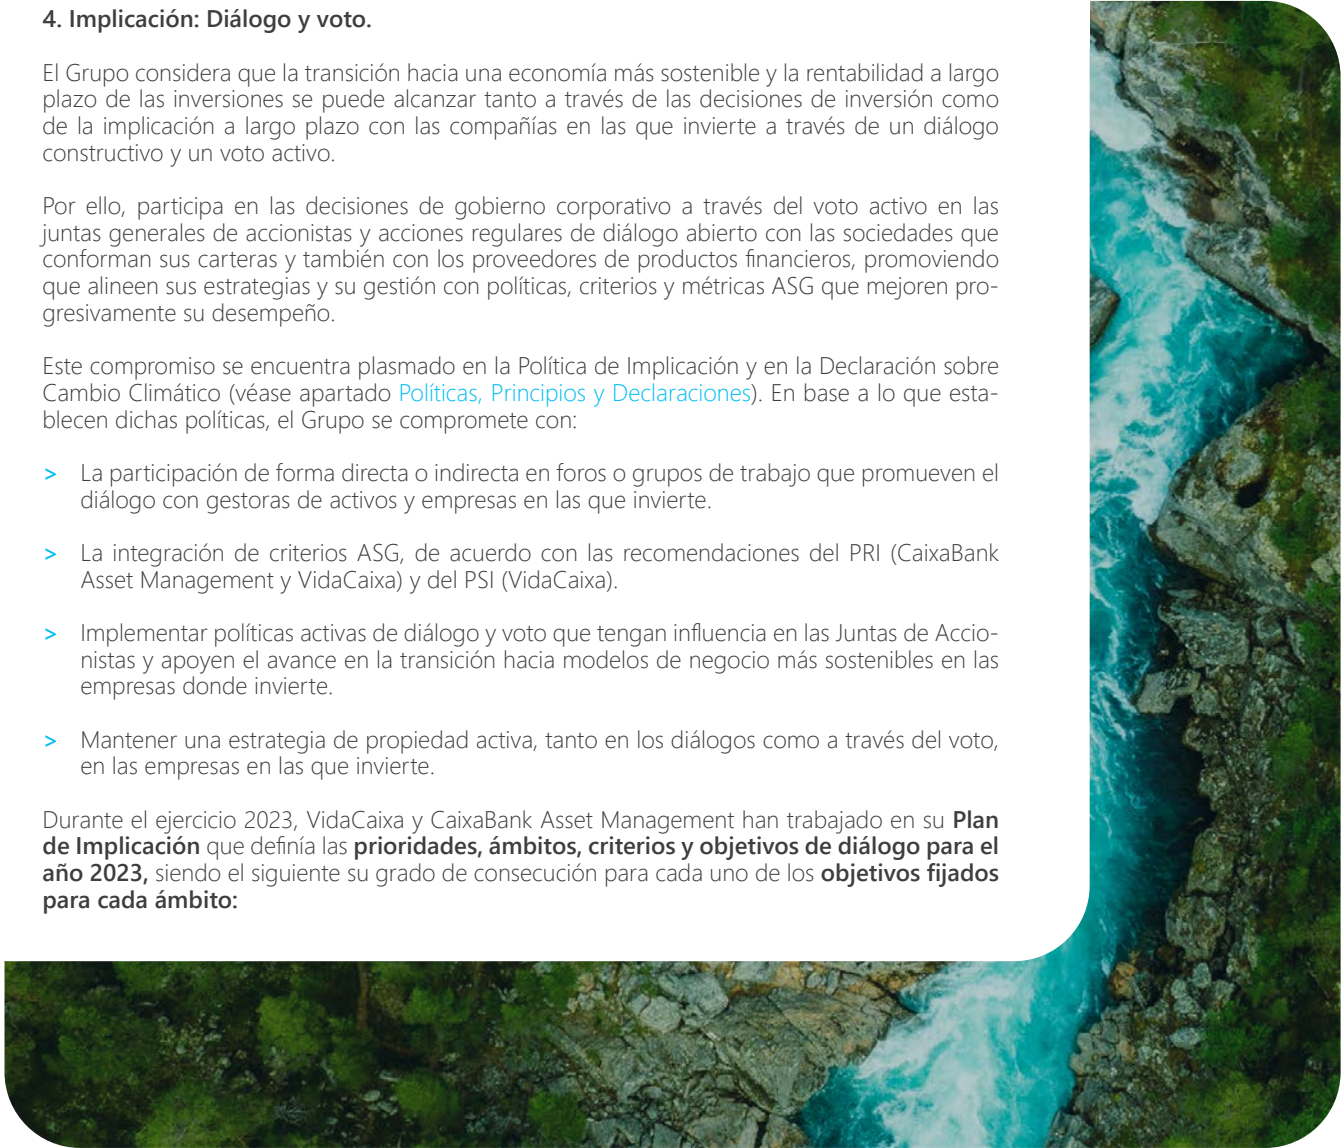 4. Implicación: Diálogo y voto.
El Grupo considera que la transición hacia una economía más sostenible y la rentabilidad a largo
plazo de las inversiones se puede alcanzar tanto a través de las decisiones de inversión como
de la implicación a largo plazo con las compañías en las que invierte a través de un diálogo
constructivo y un voto activo.
Por ello, participa en las decisiones de gobierno corporativo a través del voto activo en las
juntas generales de accionistas y acciones regulares de diálogo abierto con las sociedades que
conforman sus carteras y también con los proveedores de productos financieros, promoviendo
que alineen sus estrategias y su gestión con políticas, criterios y métricas ASG que mejoren pro-
gresivamente su desempeño.
Este compromiso se encuentra plasmado en la Política de Implicación y en la Declaración sobre
Cambio Climático (véase apartado Políticas, Principios y Declaraciones). En base a lo que esta-
blecen dichas políticas, el Grupo se compromete con:
> La participación de forma directa o indirecta en foros o grupos de trabajo que promueven el
diálogo con gestoras de activos y empresas en las que invierte.
> La integración de criterios ASG, de acuerdo con las recomendaciones del PRI (CaixaBank
Asset Management y VidaCaixa) y del PSI (VidaCaixa).
> Implementar políticas activas de diálogo y voto que tengan influencia en las Juntas de Accio-
nistas y apoyen el avance en la transición hacia modelos de negocio más sostenibles en las
empresas donde invierte.
> Mantener una estrategia de propiedad activa, tanto en los diálogos como a través del voto,
en las empresas en las que invierte.
Durante el ejercicio 2023, VidaCaixa y CaixaBank Asset Management han trabajado en su Plan
de Implicación que definía las prioridades, ámbitos, criterios y objetivos de diálogo para el
año 2023, siendo el siguiente su grado de consecución para cada uno de los objetivos fijados
para cada ámbito: